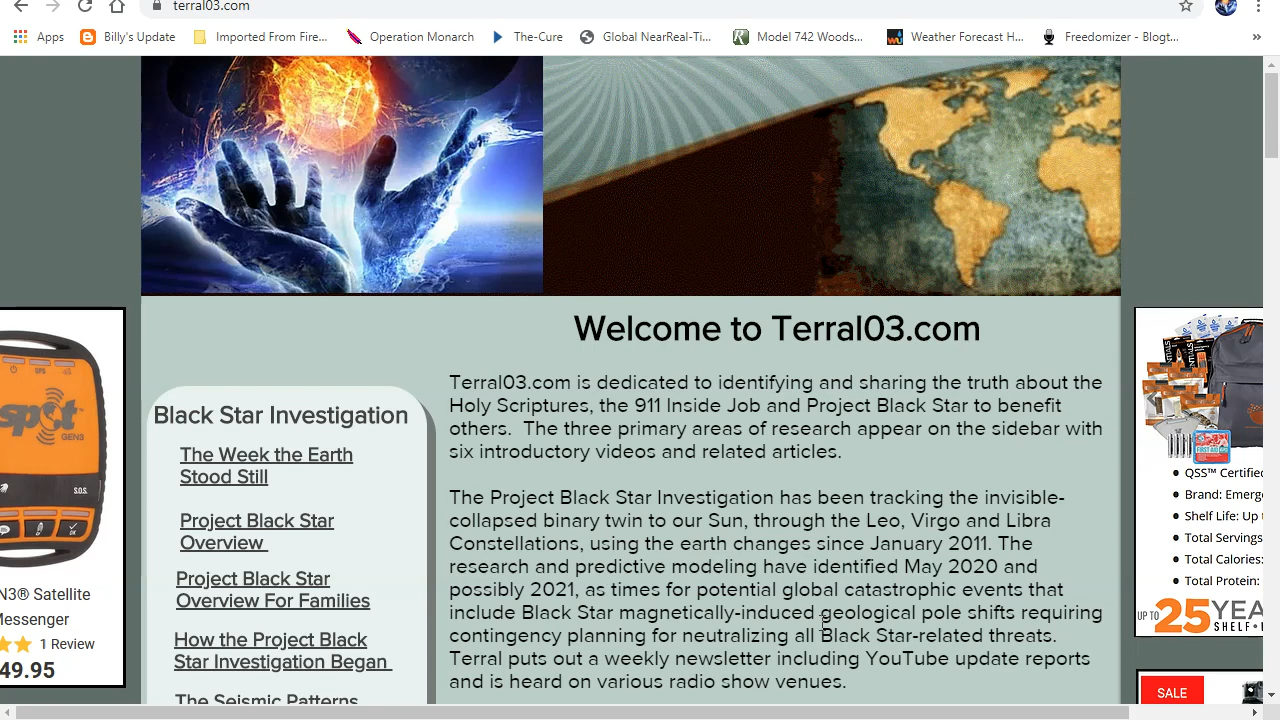 terral03.com
Apps
Billy's Update
Imported From Fire...
Operation Monarch
The-Cure
Global NearReal-Ti...
Model 742 Woods...
Weather Forecast H...
Freedomizer - Blogt...
»
Welcome to Terral03.com
Terral03.com is dedicated to identifying and sharing the truth about the
Holy Scriptures, the 911 Inside Job and Project Black Star to benefit
others. The three primary areas of research appear on the sidebar with
six introductory videos and related articles.
The Project Black Star Investigation has been tracking the invisible-
collapsed binary twin to our Sun, through the Leo, Virgo and Libra
Constellations, using the earth changes since January 2011. The
research and predictive modeling have identified May 2020 and
possibly 2021, as times for potential global catastrophic events that
include Black Star magnetically-induced geological pole shifts requiring
contingency planning for neutralizing all Black Star-related threats.
Terral puts out a weekly newsletter including YouTube update reports
and is heard on various radio show venues.
Black Star Investigation
The Week the Earth
Stood Still
Project Black Star
Overview
Project Black Star
Overview For Families
How the Project Black
Star Investigation Began
The Seismic Patterns
spot
GEN3
S.O.S.
N3® Satellite
Messenger
1 Review
49.95
FIRST AID
QSS™ Certifie
Brand: Emerg
Shelf Life: Up t
Total Servings
Total Calories:
Total Protein:
UP TO 25 YEA
SHELF-L
SALE